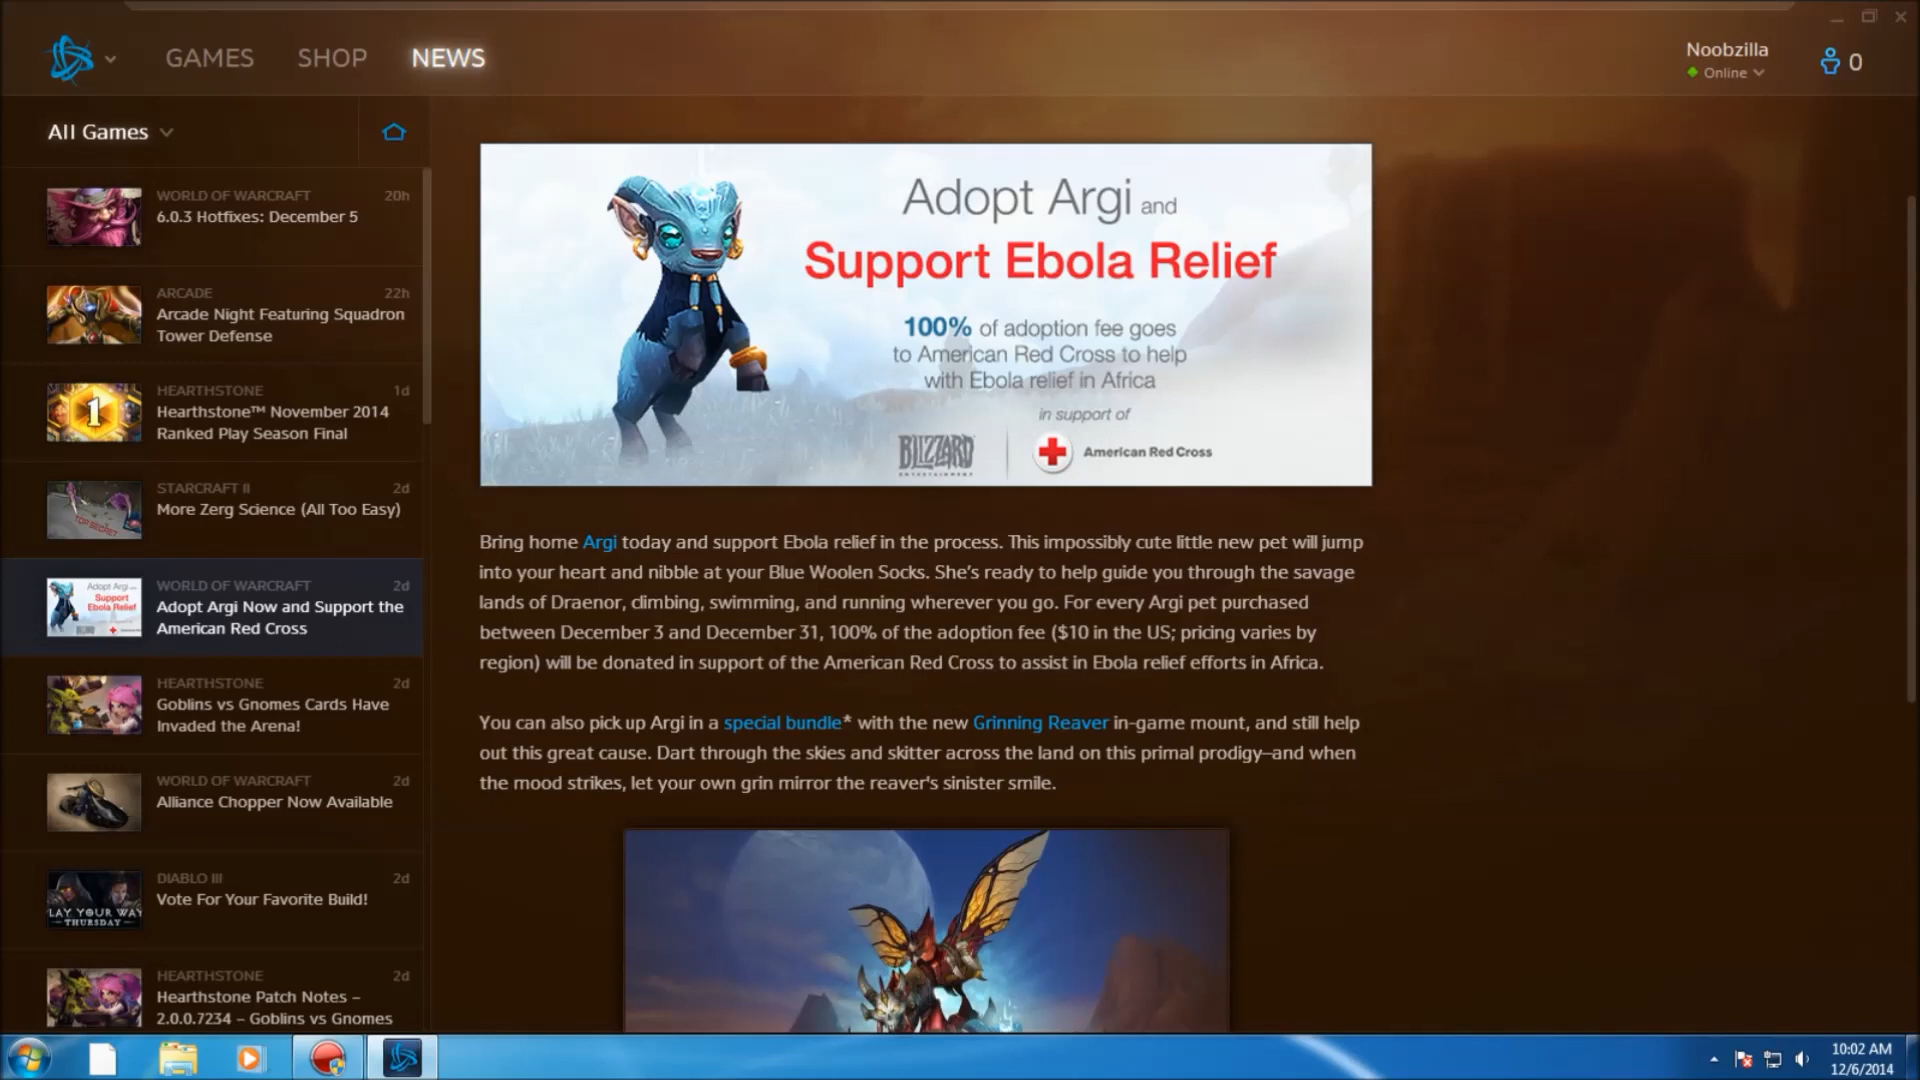 GAMES SHOP NEWS
Noobzilla
Online
0
All Games
WORLD OF WARCRAFT 20h
6.0.3 Hotfixes: December 5
ARCADE 22h
Arcade Night Featuring Squadron
Tower Defense
HEARTHSTONE 1d
Hearthstone™ November 2014
Ranked Play Season Final
STARCRAFT II 2d
More Zerg Science (All Too Easy)
TOP SECRET
WORLD OF WARCRAFT 2d
Adopt Argi Now and Support the
American Red Cross
Adopt Argi
Support
Ebola Relief
HEARTHSTONE 2d
Goblins vs Gnomes Cards Have
Invaded the Arena!
WORLD OF WARCRAFT 2d
Alliance Chopper Now Available
DIABLO III 2d
Vote For Your Favorite Build!
LAY YOUR WAY
THURSDAY
HEARTHSTONE 2d
Hearthstone Patch Notes –
2.0.0.7234 – Goblins vs Gnomes
Adopt Argi and
Support Ebola Relief
100% of adoption fee goes
to American Red Cross to help
with Ebola relief in Africa
in support of
BLIZZARD
ENTERTAINMENT
American Red Cross
Bring home Argi today and support Ebola relief in the process. This impossibly cute little new pet will jump
into your heart and nibble at your Blue Woolen Socks. She's ready to help guide you through the savage
lands of Draenor, climbing, swimming, and running wherever you go. For every Argi pet purchased
between December 3 and December 31, 100% of the adoption fee ($10 in the US; pricing varies by
region) will be donated in support of the American Red Cross to assist in Ebola relief efforts in Africa.
You can also pick up Argi in a special bundle* with the new Grinning Reaver in-game mount, and still help
out this great cause. Dart through the skies and skitter across the land on this primal prodigy—and when
the mood strikes, let your own grin mirror the reaver's sinister smile.
10:02 AM
12/6/2014